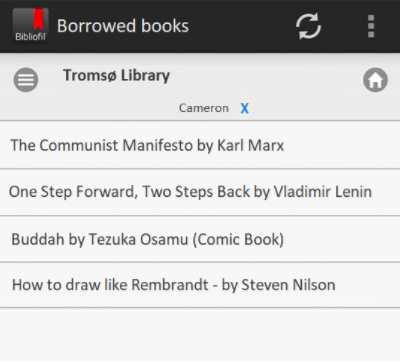 Bibliofil
Borrowed books
Tromsø Library
Cameron X
The Communist Manifesto by Karl Marx
One Step Forward, Two Steps Back by Vladimir Lenin
Buddah by Tezuka Osamu (Comic Book)
How to draw like Rembrandt - by Steven Nilson